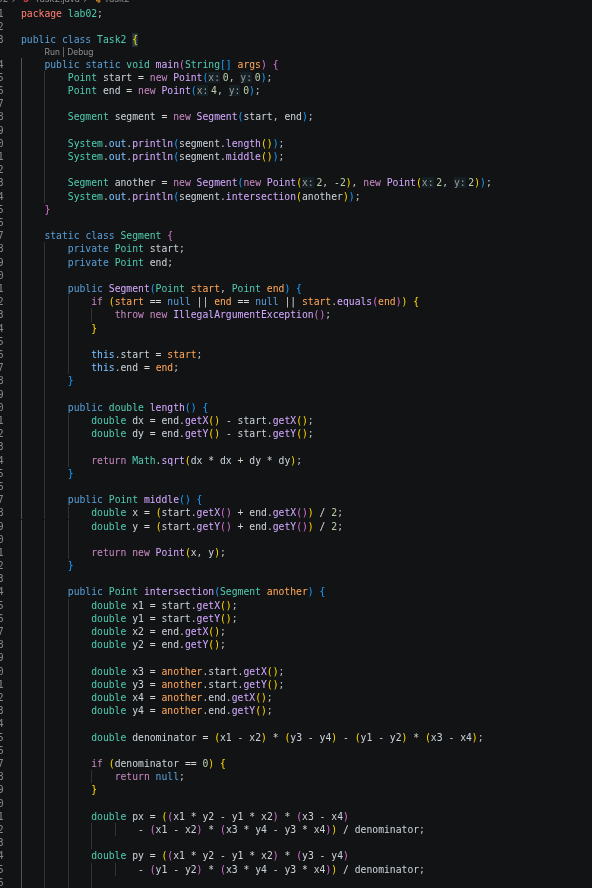 package lab02;
public class Task2 {
Run | Debug
public static void main(String[] args) {
Point start = new Point(x: 0, y: 0);
Point end = new Point(x: 4, y: 0);
Segment segment = new Segment(start, end);
System.out.println(segment.length());
System.out.println(segment.middle());
Segment another = new Segment(new Point(x: 2, -2), new Point(x: 2, y: 2));
System.out.println(segment.intersection(another));
}
static class Segment {
private Point start;
private Point end;
public Segment(Point start, Point end) {
if (start == null || end == null || start.equals(end)) {
throw new IllegalArgumentException();
}
this.start = start;
this.end = end;
}
public double length() {
double dx = end.getX() - start.getX();
double dy = end.getY() - start.getY();
return Math.sqrt(dx * dx + dy * dy);
}
public Point middle() {
double x = (start.getX() + end.getX()) / 2;
double y = (start.getY() + end.getY()) / 2;
return new Point(x, y);
}
public Point intersection(Segment another) {
double x1 = start.getX();
double y1 = start.getY();
double x2 = end.getX();
double y2 = end.getY();
double x3 = another.start.getX();
double y3 = another.start.getY();
double x4 = another.end.getX();
double y4 = another.end.getY();
double denominator = (x1 - x2) * (y3 - y4) - (y1 - y2) * (x3 - x4);
if (denominator == 0) {
return null;
}
double px = ((x1 * y2 - y1 * x2) * (x3 - x4)
- (x1 - x2) * (x3 * y4 - y3 * x4)) / denominator;
double py = ((x1 * y2 - y1 * x2) * (y3 - y4)
- (y1 - y2) * (x3 * y4 - y3 * x4)) / denominator;